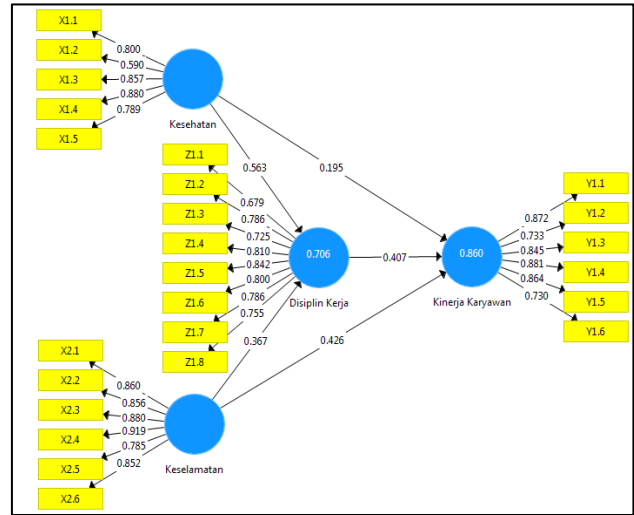 X1.1
X1.2
X1.3
X1.4
X1.5
0.800
0.590
0.857
0.880
0.789
Kesehatan
0.563
0.195
Z1.1
Z1.2
Z1.3
Z1.4
Z1.5
Z1.6
Z1.7
Z1.8
0.679
0.786
0.725
0.810
0.842
0.800
0.786
0.755
0.706
Disiplin Kerja
0.407
0.860
Kinerja Karyawan
0.872
0.733
0.845
0.881
0.864
0.730
Y1.1
Y1.2
Y1.3
Y1.4
Y1.5
Y1.6
0.367
0.426
X2.1
X2.2
X2.3
X2.4
X2.5
X2.6
0.860
0.856
0.880
0.919
0.785
0.852
Keselamatan